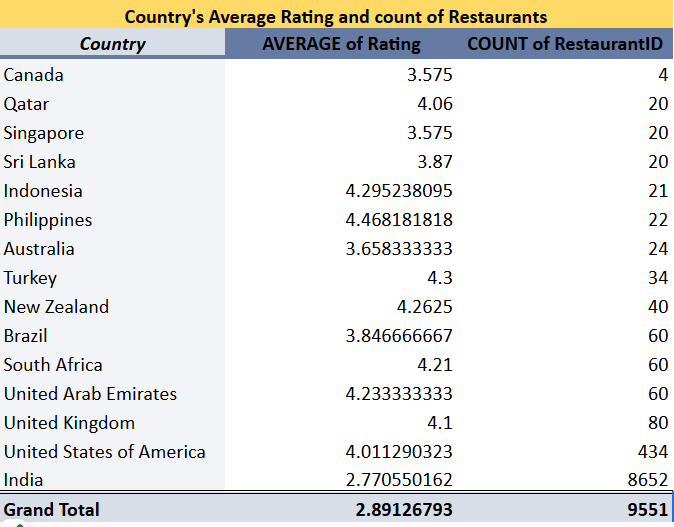 Country's Average Rating and count of Restaurants
Country AVERAGE of Rating COUNT of RestaurantID
Canada 3.575 4
Qatar 4.06 20
Singapore 3.575 20
Sri Lanka 3.87 20
Indonesia 4.295238095 21
Philippines 4.468181818 22
Australia 3.658333333 24
Turkey 4.3 34
New Zealand 4.2625 40
Brazil 3.846666667 60
South Africa 4.21 60
United Arab Emirates 4.233333333 60
United Kingdom 4.1 80
United States of America 4.011290323 434
India 2.770550162 8652
Grand Total 2.89126793 9551